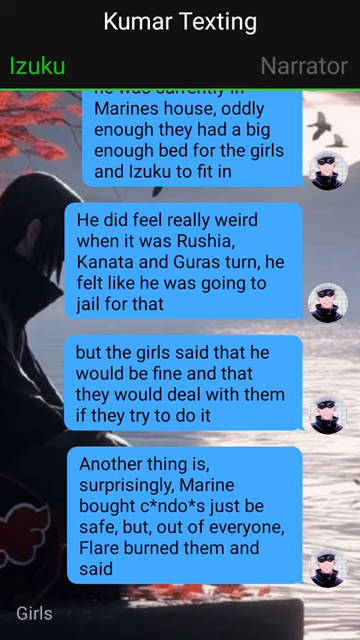 Kumar Texting
Izuku
Narrator
he was currently in
Marines house, oddly
enough they had a big
enough bed for the girls
and Izuku to fit in
He did feel really weird
when it was Rushia,
Kanata and Guras turn, he
felt like he was going to
jail for that
but the girls said that he
would be fine and that
they would deal with them
if they try to do it
Another thing is,
surprisingly, Marine
bought c*ndo*s just be
safe, but, out of everyone,
Flare burned them and
said
Girls